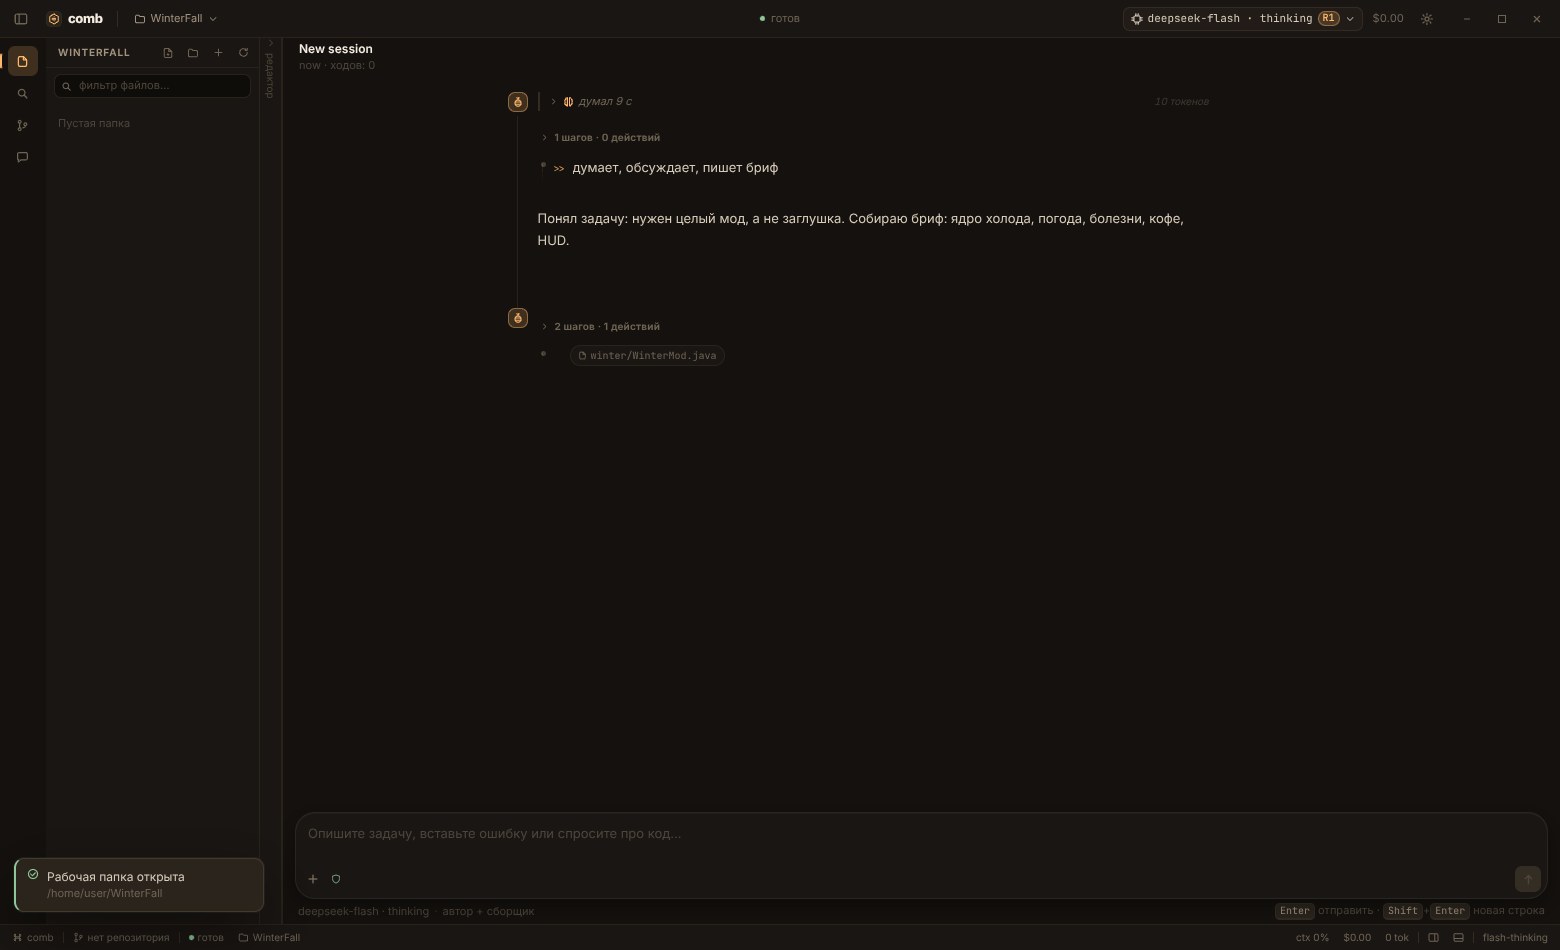 comb
WinterFall
готов
deepseek-flash · thinking R1
$0.00
WINTERFALL
фильтр файлов...
Пустая папка
редактор
New session
now · ходов: 0
думал 9 с
10 токенов
1 шагов · 0 действий
>> думает, обсуждает, пишет бриф
Понял задачу: нужен целый мод, а не заглушка. Собираю бриф: ядро холода, погода, болезни, кофе,
HUD.
2 шагов · 1 действий
winter/WinterMod.java
Опишите задачу, вставьте ошибку или спросите про код...
Рабочая папка открыта
/home/user/WinterFall
deepseek-flash · thinking · автор + сборщик
Enter отправить · Shift+Enter новая строка
comb
нет репозитория
готов
WinterFall
ctx 0%
$0.00
0 tok
flash-thinking